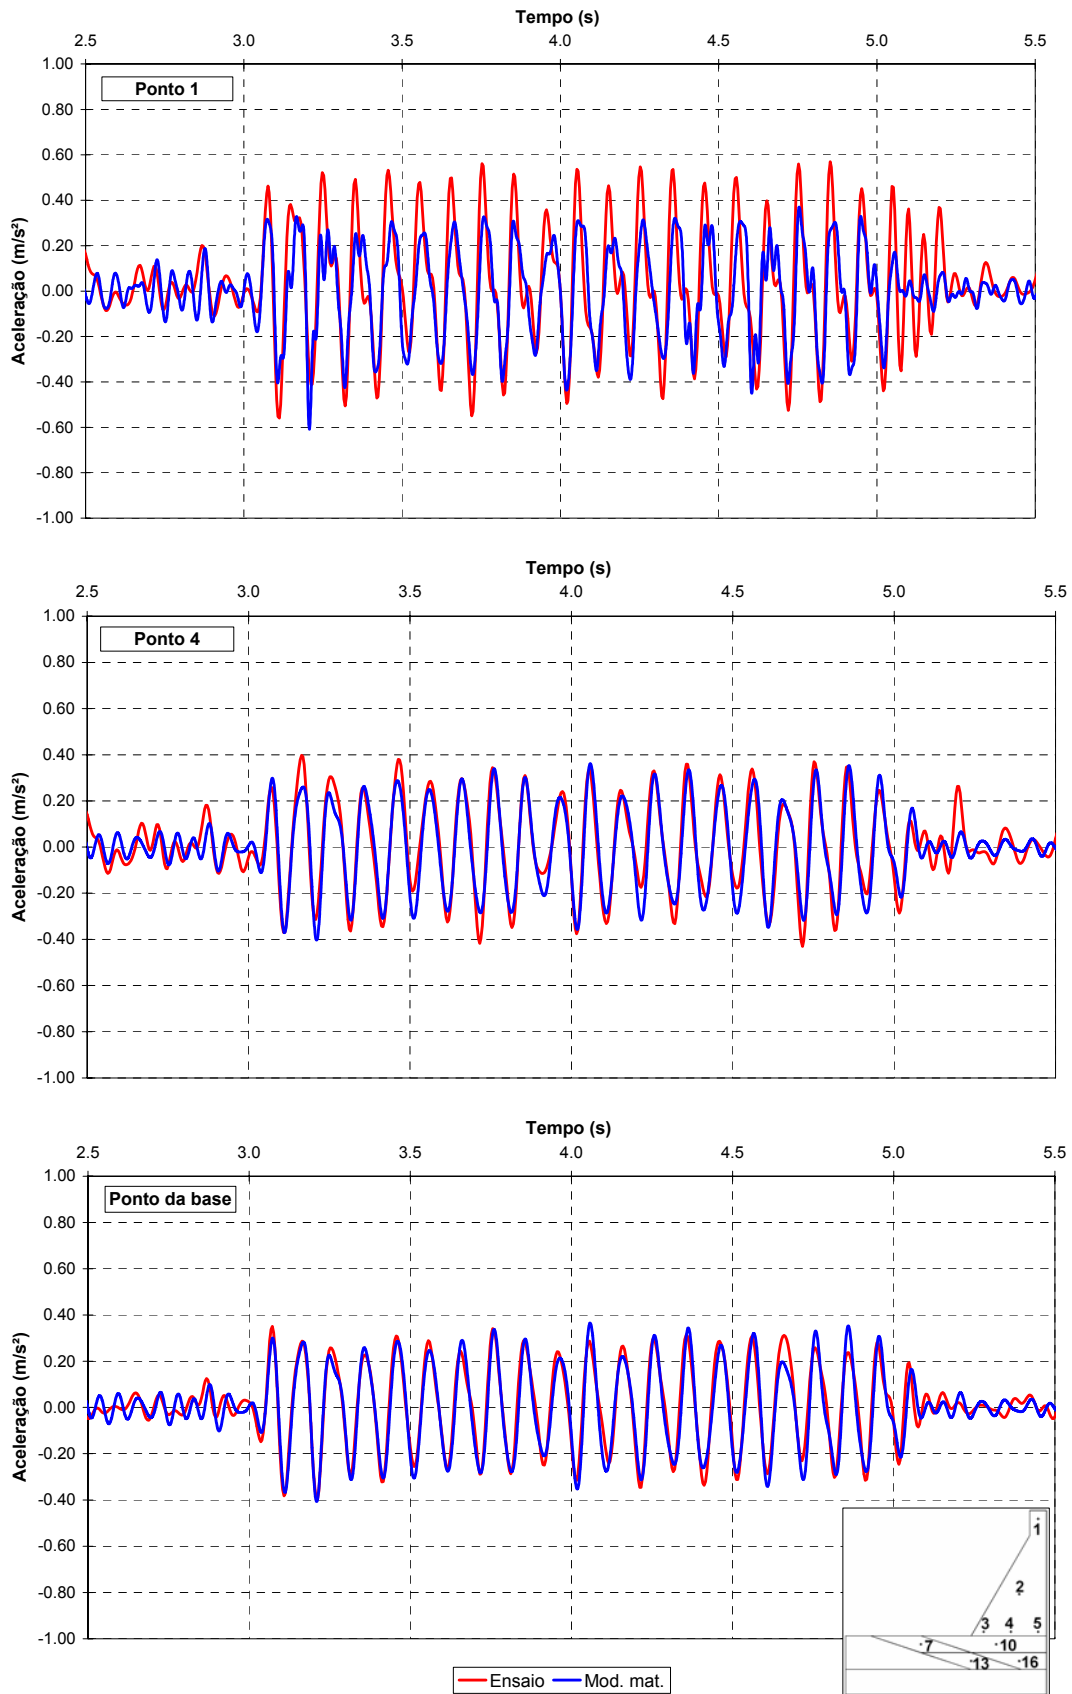 Tempo (s)
2.5 3.0 3.5 4.0 4.5 5.0 5.5
1.00
Ponto 1
0.80
0.60
0.40
0.20
0.00
-0.20
-0.40
-0.60
-0.80
-1.00
Aceleração (m/s²)
Tempo (s)
2.5 3.0 3.5 4.0 4.5 5.0 5.5
1.00
Ponto 4
0.80
0.60
0.40
0.20
0.00
-0.20
-0.40
-0.60
-0.80
-1.00
Aceleração (m/s²)
Tempo (s)
2.5 3.0 3.5 4.0 4.5 5.0 5.5
1.00
Ponto da base
0.80
0.60
0.40
0.20
0.00
-0.20
-0.40
-0.60
-0.80
-1.00
Aceleração (m/s²)
1
2
3 4 5
7 10
13 16
Ensaio Mod. mat.